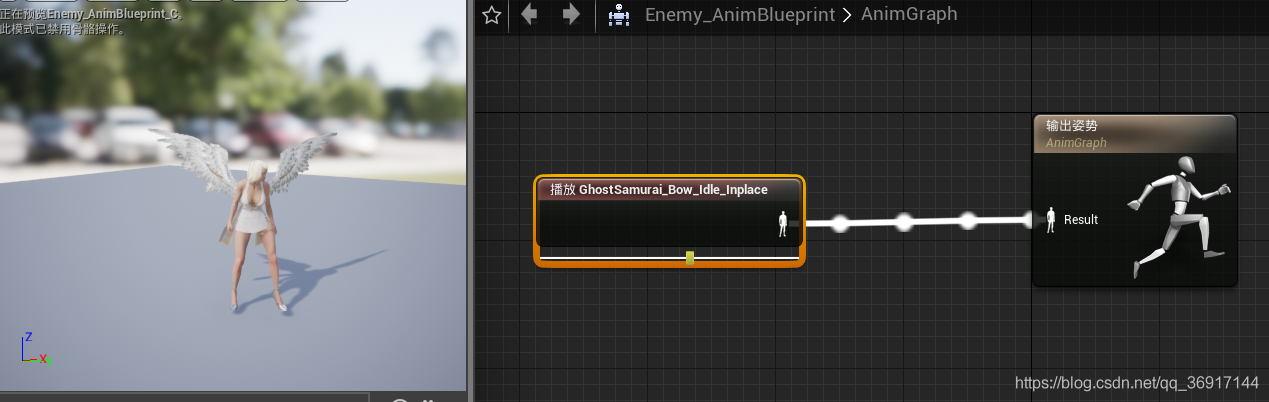 正在预览Enemy_AnimBlueprint_C。
此模式已禁用骨骼操作。
Enemy_AnimBlueprint > AnimGraph
播放 GhostSamurai_Bow_Idle_Inplace
输出姿势
AnimGraph
Result
Z
X
Y
https://blog.csdn.net/qq_36917144